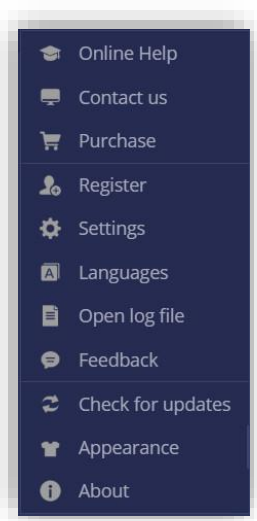 Online Help
Contact us
Purchase
Register
Settings
Languages
Open log file
Feedback
Check for updates
Appearance
About